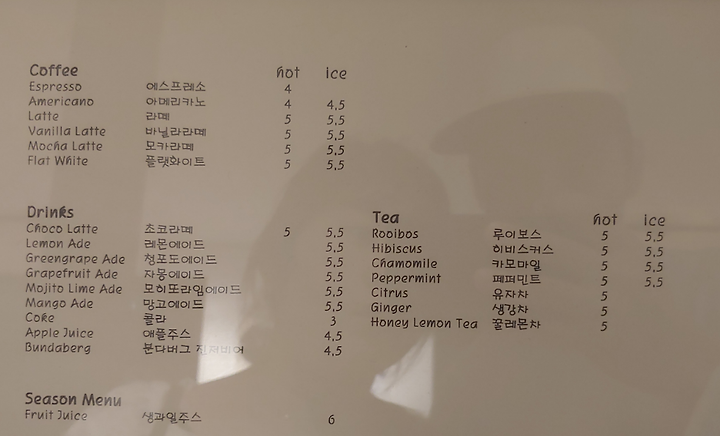 Coffee hot ice
Espresso 에스프레소 4
Americano 아메리카노 4 4,5
Latte 라떼 5 5,5
Vanilla Latte 바닐라라떼 5 5,5
Mocha Latte 모카라떼 5 5,5
Flat White 플랫화이트 5 5,5
Drinks
Choco Latte 초코라떼 5 5,5
Lemon Ade 레몬에이드 5,5
Greengrape Ade 청포도에이드 5,5
Grapefruit Ade 자몽에이드 5,5
Mojito Lime Ade 모히또라임에이드 5,5
Mango Ade 망고에이드 5,5
Coke 콜라 3
Apple Juice 애플주스 4,5
Bundaberg 분다버그 진저비어 4,5
Tea hot ice
Rooibos 루이보스 5 5,5
Hibiscus 히비스커스 5 5,5
Chamomile 카모마일 5 5,5
Peppermint 페퍼민트 5 5,5
Citrus 유자차 5
Ginger 생강차 5
Honey Lemon Tea 꿀레몬차 5
Season Menu
Fruit Juice 생과일주스 6